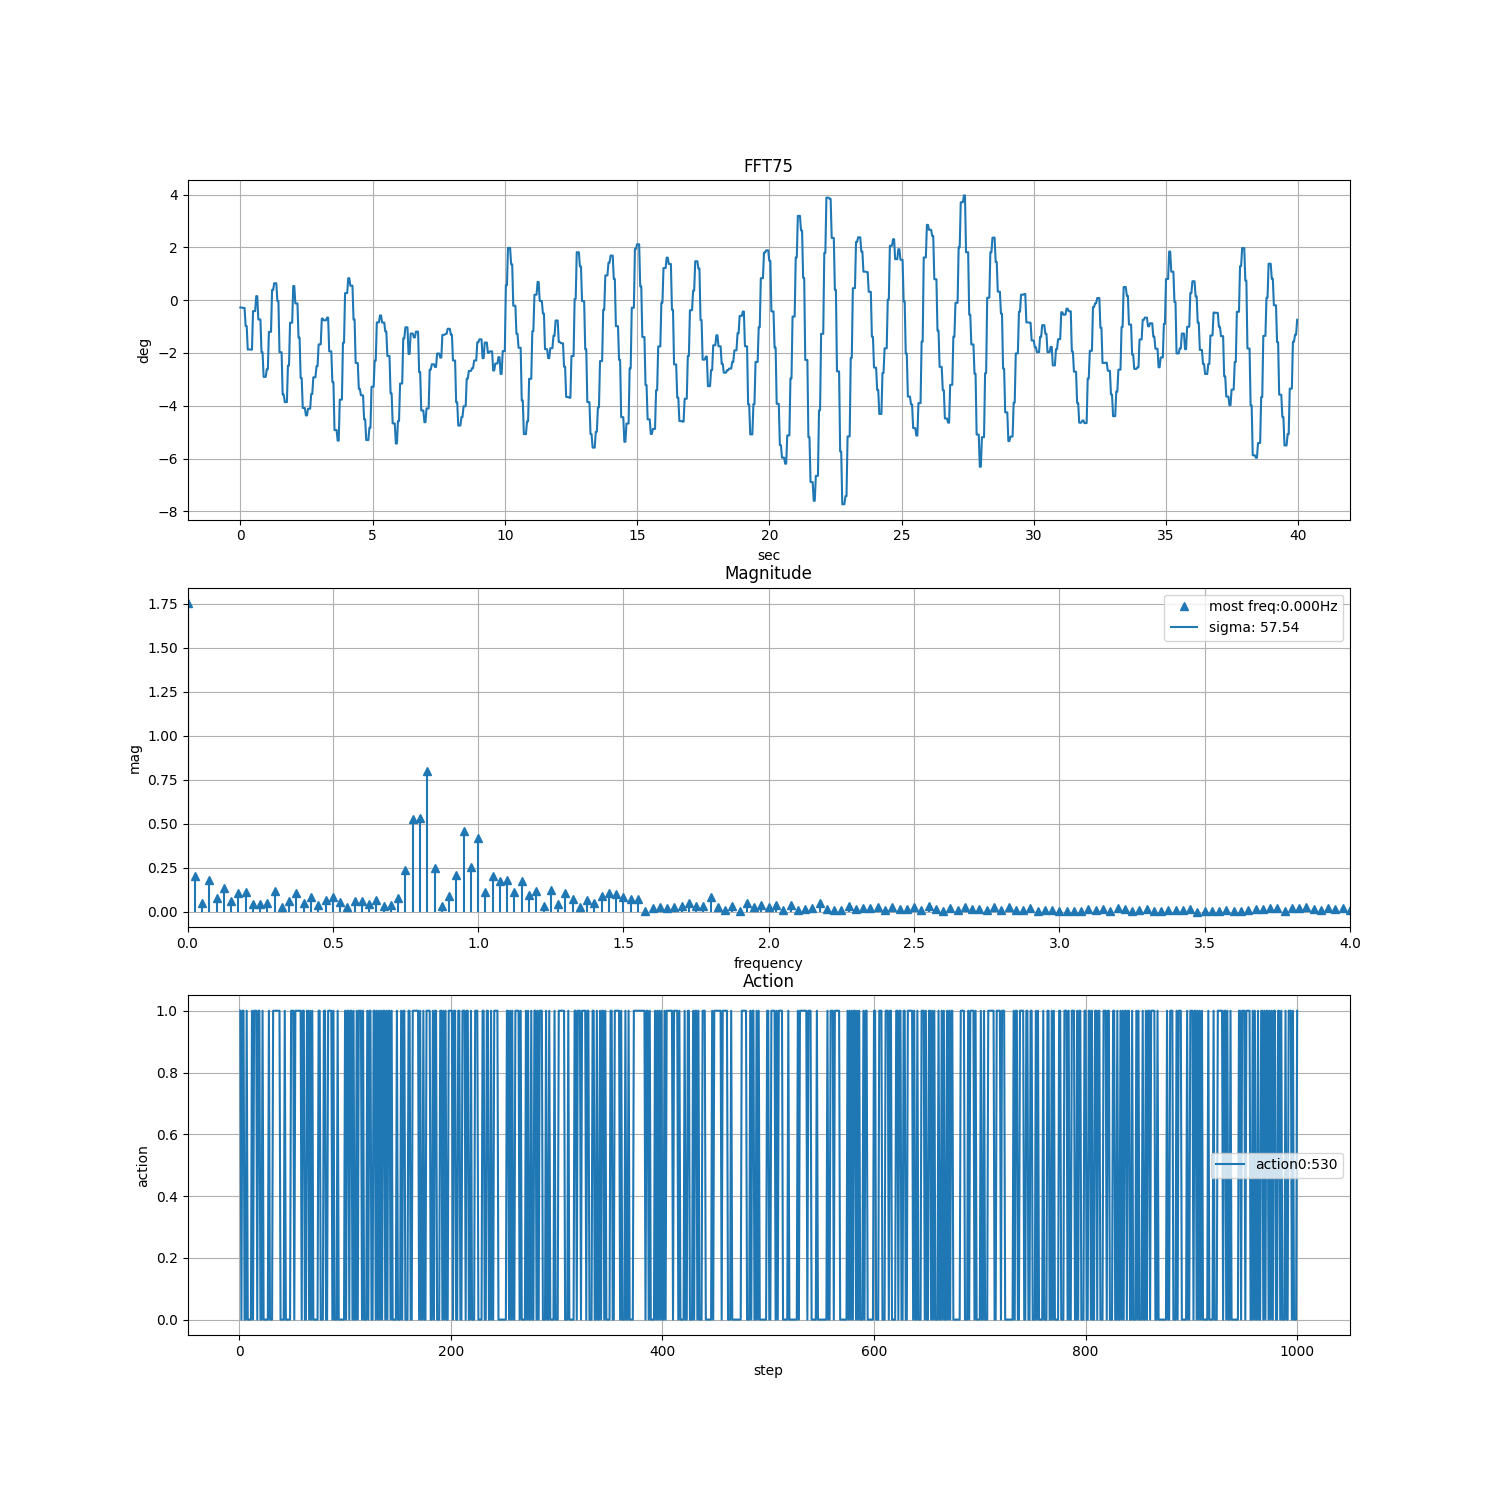 FFT75
4
2
0
−2
−4
−6
−8
deg
0 5 10 15 20 25 30 35 40
sec
Magnitude
1.75
1.50
1.25
1.00
0.75
0.50
0.25
0.00
mag
most freq:0.000Hz
sigma: 57.54
0.0 0.5 1.0 1.5 2.0 2.5 3.0 3.5 4.0
frequency
Action
1.0
0.8
0.6
0.4
0.2
0.0
action
action0:530
0 200 400 600 800 1000
step